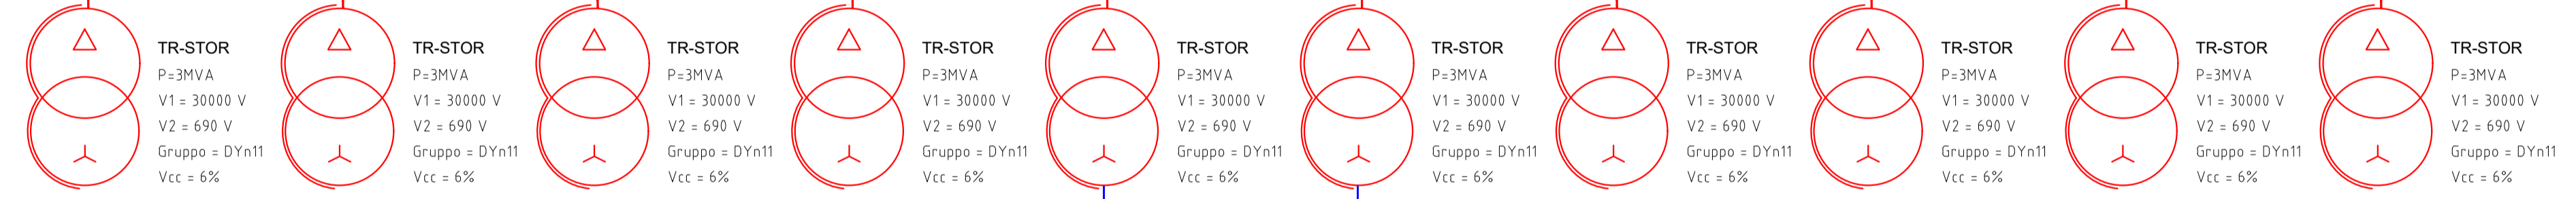 TR-STOR
P=3MVA
V1 = 30000 V
V2 = 690 V
Gruppo = DYn11
Vcc = 6%
TR-STOR
P=3MVA
V1 = 30000 V
V2 = 690 V
Gruppo = DYn11
Vcc = 6%
TR-STOR
P=3MVA
V1 = 30000 V
V2 = 690 V
Gruppo = DYn11
Vcc = 6%
TR-STOR
P=3MVA
V1 = 30000 V
V2 = 690 V
Gruppo = DYn11
Vcc = 6%
TR-STOR
P=3MVA
V1 = 30000 V
V2 = 690 V
Gruppo = DYn11
Vcc = 6%
TR-STOR
P=3MVA
V1 = 30000 V
V2 = 690 V
Gruppo = DYn11
Vcc = 6%
TR-STOR
P=3MVA
V1 = 30000 V
V2 = 690 V
Gruppo = DYn11
Vcc = 6%
TR-STOR
P=3MVA
V1 = 30000 V
V2 = 690 V
Gruppo = DYn11
Vcc = 6%
TR-STOR
P=3MVA
V1 = 30000 V
V2 = 690 V
Gruppo = DYn11
Vcc = 6%
TR-STOR
P=3MVA
V1 = 30000 V
V2 = 690 V
Gruppo = DYn11
Vcc = 6%